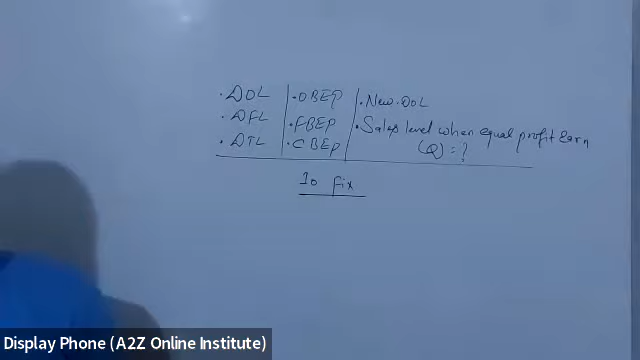 . DOL | . OBEP | . New DOL
. DFL | . FBEP | . Sales level when equal profit Earn
. DTL | . CBEP | (Q) = ?
To Fix
Display Phone (A2Z Online Institute)